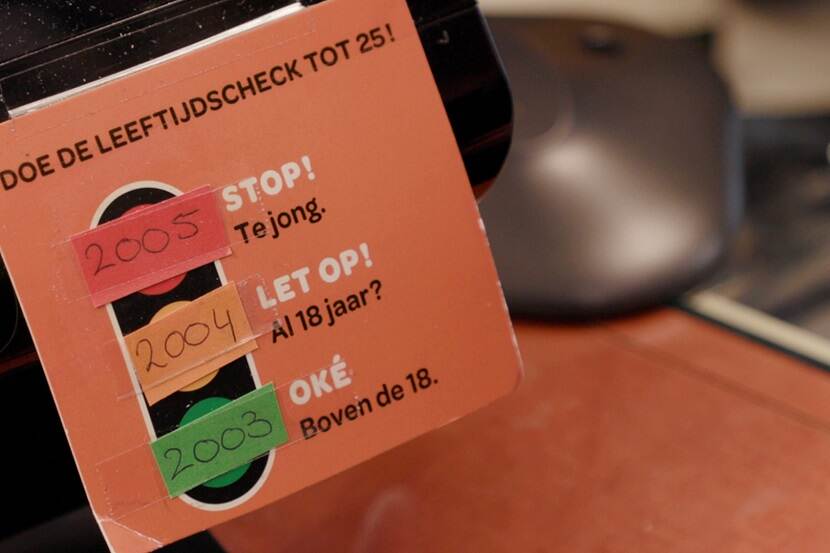 DOE DE LEEFTIJDSCHECK TOT 25!
STOP!
2005
Te jong.
LET OP!
2004
Al 18 jaar?
OKÉ
2003
Boven de 18.